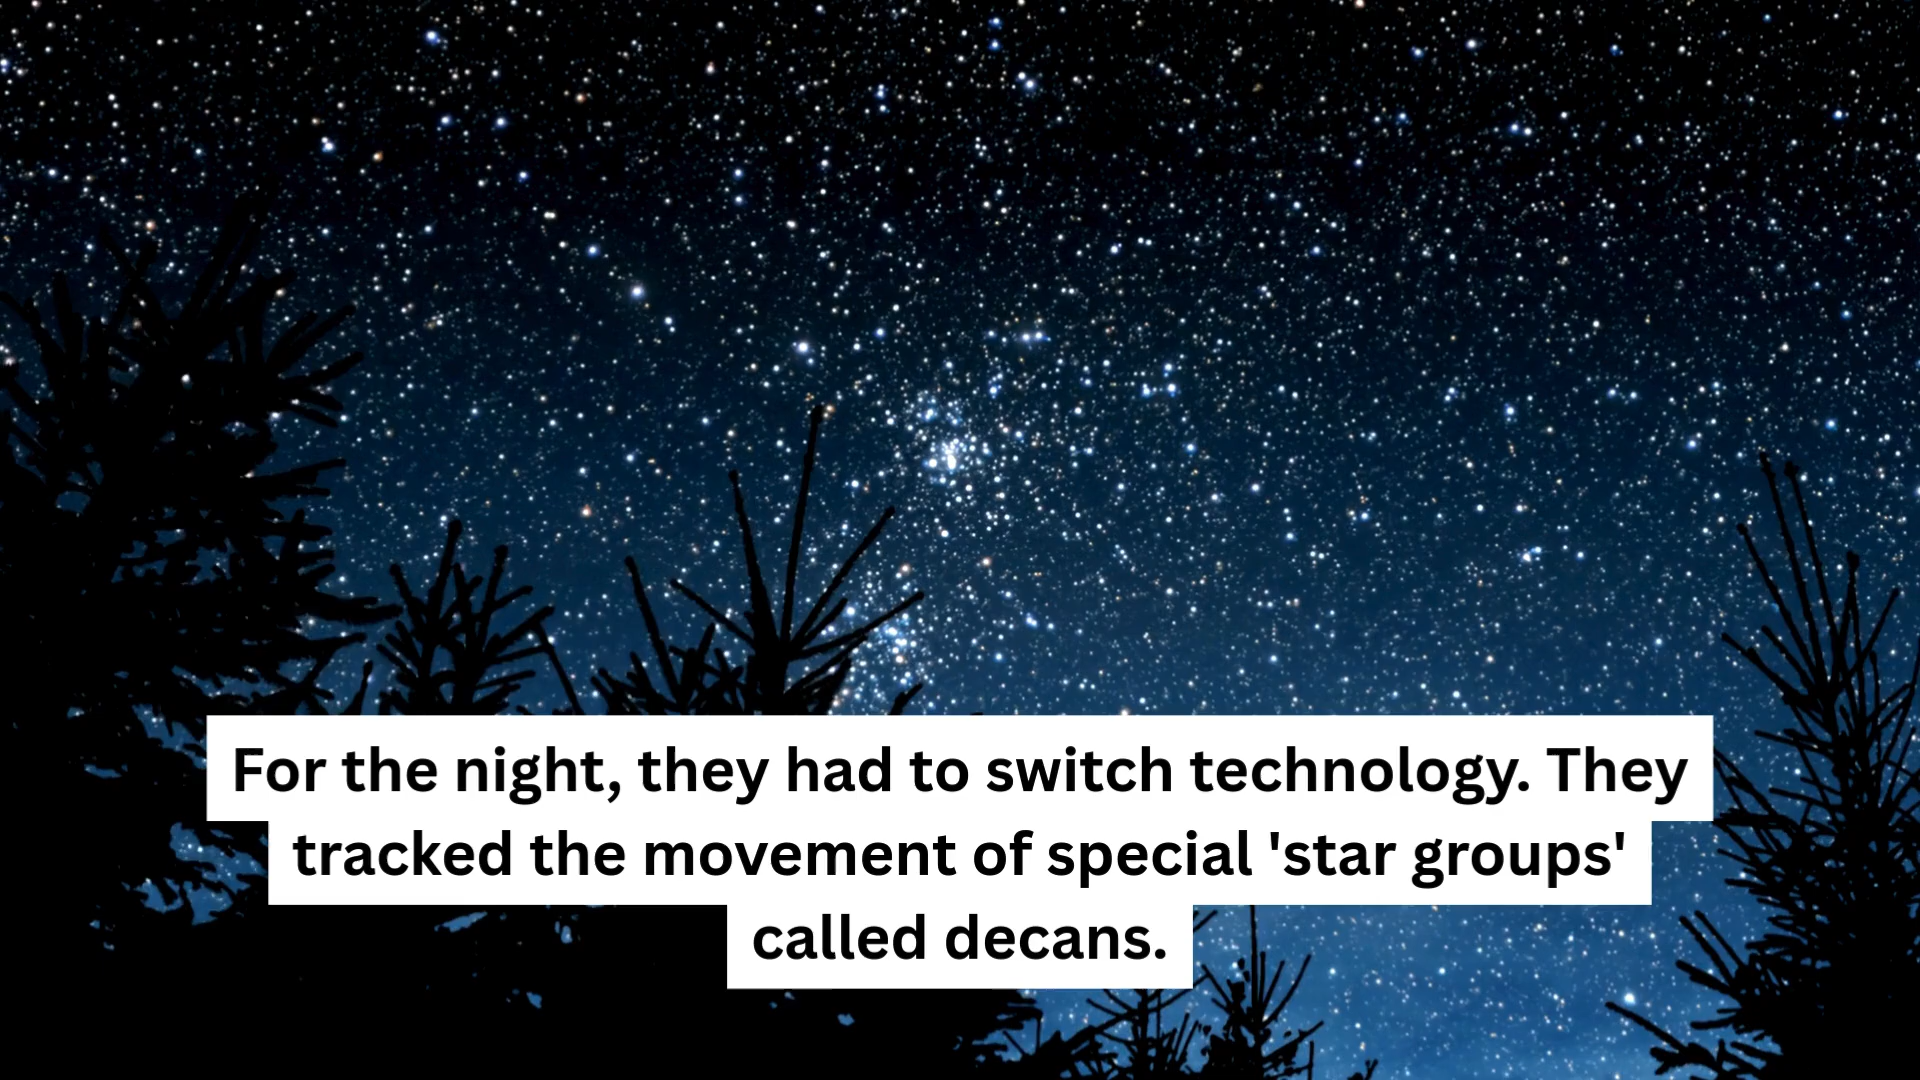 For the night, they had to switch technology. They
tracked the movement of special 'star groups'
called decans.